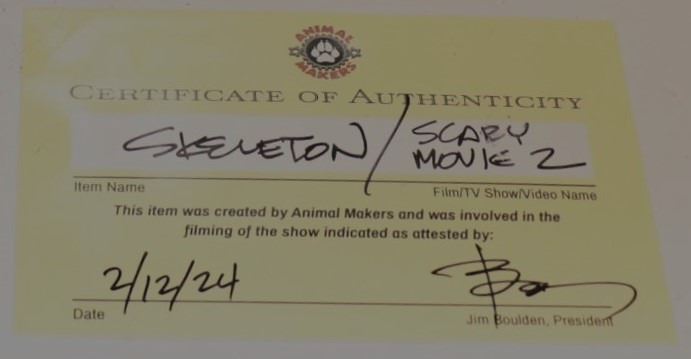 ANIMAL
MAKERS
CERTIFICATE OF AUTHENTICITY
SKELETON / SCARY
MOVIE 2
Item Name Film/TV Show/Video Name
This item was created by Animal Makers and was involved in the
filming of the show indicated as attested by:
2/12/24
Date Jim Boulden, President